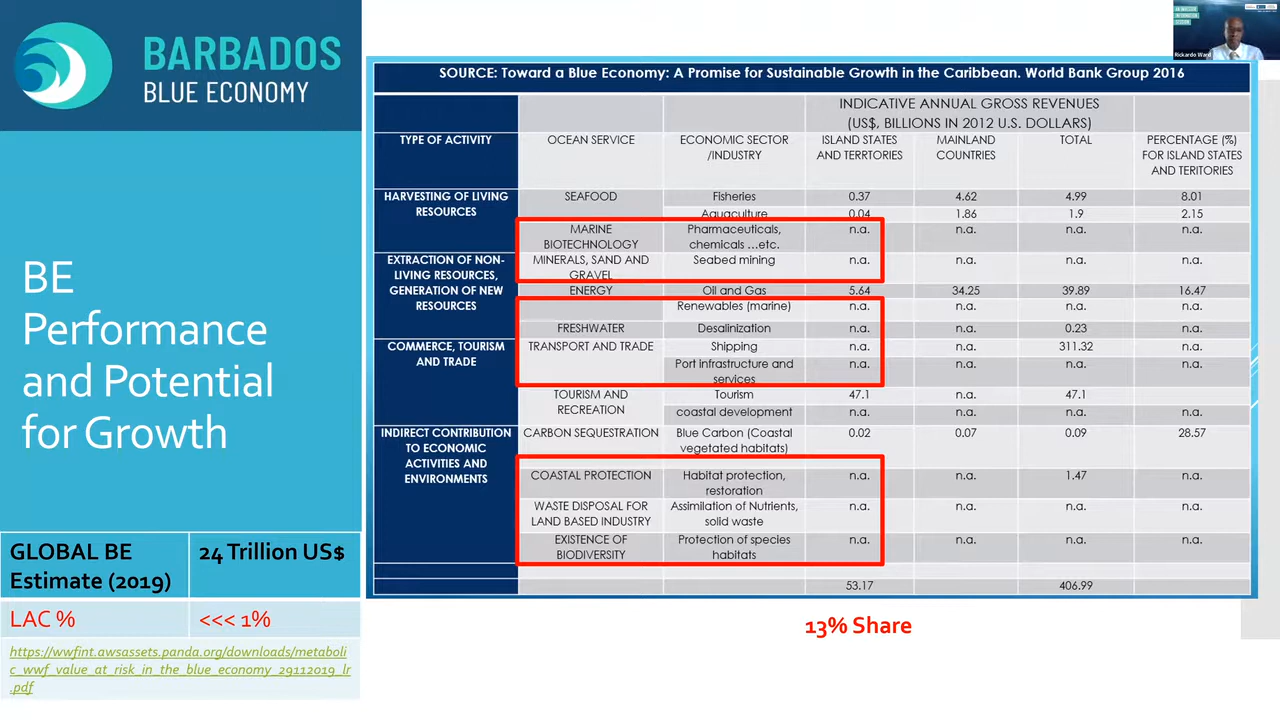 BARBADOS
BLUE ECONOMY
Rickardo Ward
BE
Performance
and Potential
for Growth
GLOBAL BE 24 Trillion US$
Estimate (2019)
LAC % <<< 1%
https://wwfint.awsassets.panda.org/downloads/metaboli
c_wwf_value_at_risk_in_the_blue_economy_29112019_lr
.pdf
SOURCE: Toward a Blue Economy: A Promise for Sustainable Growth in the Caribbean. World Bank Group 2016
INDICATIVE ANNUAL GROSS REVENUES
(US$, BILLIONS IN 2012 U.S. DOLLARS)
TYPE OF ACTIVITY OCEAN SERVICE ECONOMIC SECTOR ISLAND STATES MAINLAND TOTAL PERCENTAGE (%)
/INDUSTRY AND TERRTORIES COUNTRIES FOR ISLAND STATES
AND TERITORIES
HARVESTING OF LIVING SEAFOOD Fisheries 0.37 4.62 4.99 8.01
RESOURCES Aquaculture 0.04 1.86 1.9 2.15
MARINE Pharmaceuticals, n.a. n.a. n.a. n.a.
BIOTECHNOLOGY chemicals ...etc.
EXTRACTION OF NON- MINERALS, SAND AND Seabed mining n.a. n.a. n.a. n.a.
LIVING RESOURCES, GRAVEL
GENERATION OF NEW ENERGY Oil and Gas 5.64 34.25 39.89 16.47
RESOURCES Renewables (marine) n.a. n.a. n.a. n.a.
FRESHWATER Desalinization n.a. n.a. 0.23 n.a.
COMMERCE, TOURISM TRANSPORT AND TRADE Shipping n.a. n.a. 311.32 n.a.
AND TRADE Port infrastructure and n.a. n.a. n.a. n.a.
services
TOURISM AND Tourism 47.1 n.a. 47.1
RECREATION coastal development n.a. n.a. n.a. n.a.
INDIRECT CONTRIBUTION CARBON SEQUESTRATION Blue Carbon (Coastal 0.02 0.07 0.09 28.57
TO ECONOMIC vegetated habitats)
ACTIVITIES AND
ENVIRONMENTS COASTAL PROTECTION Habitat protection, n.a. n.a. 1.47 n.a.
restoration
WASTE DISPOSAL FOR Assimilation of Nutrients, n.a. n.a. n.a. n.a.
LAND BASED INDUSTRY solid waste
EXISTENCE OF Protection of species n.a. n.a. n.a. n.a.
BIODIVERSITY habitats
53.17 406.99
13% Share